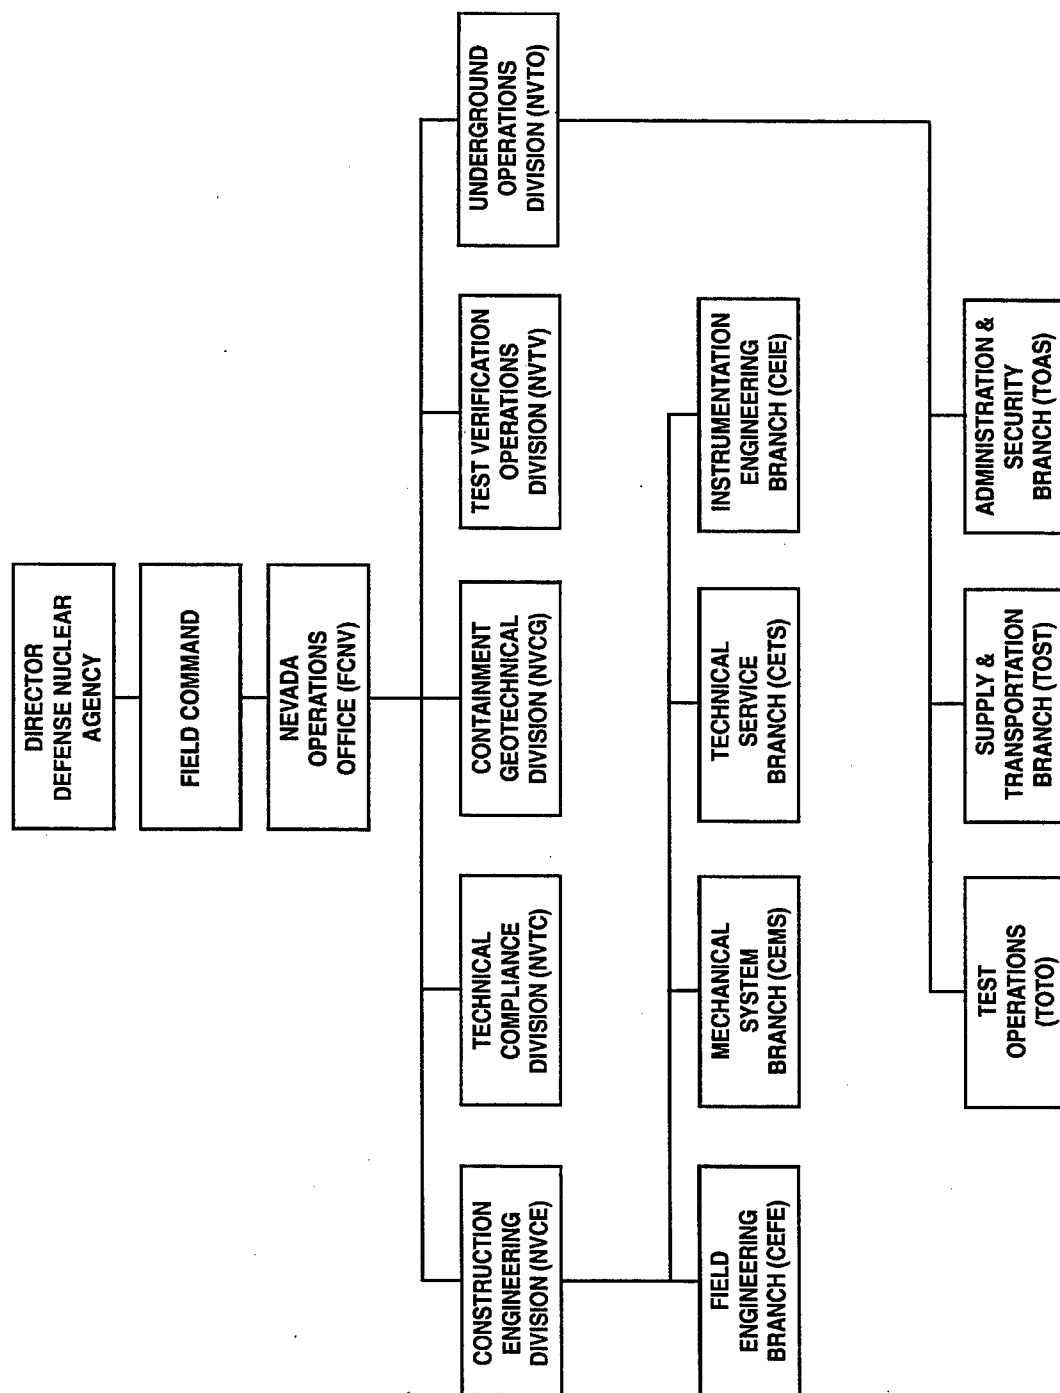 DIRECTOR
DEFENSE NUCLEAR
AGENCY
FIELD COMMAND
NEVADA
OPERATIONS
OFFICE (FCNV)
CONSTRUCTION
ENGINEERING
DIVISION (NVCE)
TECHNICAL
COMPLIANCE
DIVISION (NVTC)
CONTAINMENT
GEOTECHNICAL
DIVISION (NVCG)
TEST VERIFICATION
OPERATIONS
DIVISION (NVTV)
UNDERGROUND
OPERATIONS
DIVISION (NVTO)
FIELD
ENGINEERING
BRANCH (CEFE)
MECHANICAL
SYSTEM
BRANCH (CEMS)
TECHNICAL
SERVICE
BRANCH (CETS)
INSTRUMENTATION
ENGINEERING
BRANCH (CEIE)
TEST
OPERATIONS
(TOTO)
SUPPLY &
TRANSPORTATION
BRANCH (TOST)
ADMINISTRATION &
SECURITY
BRANCH (TOAS)